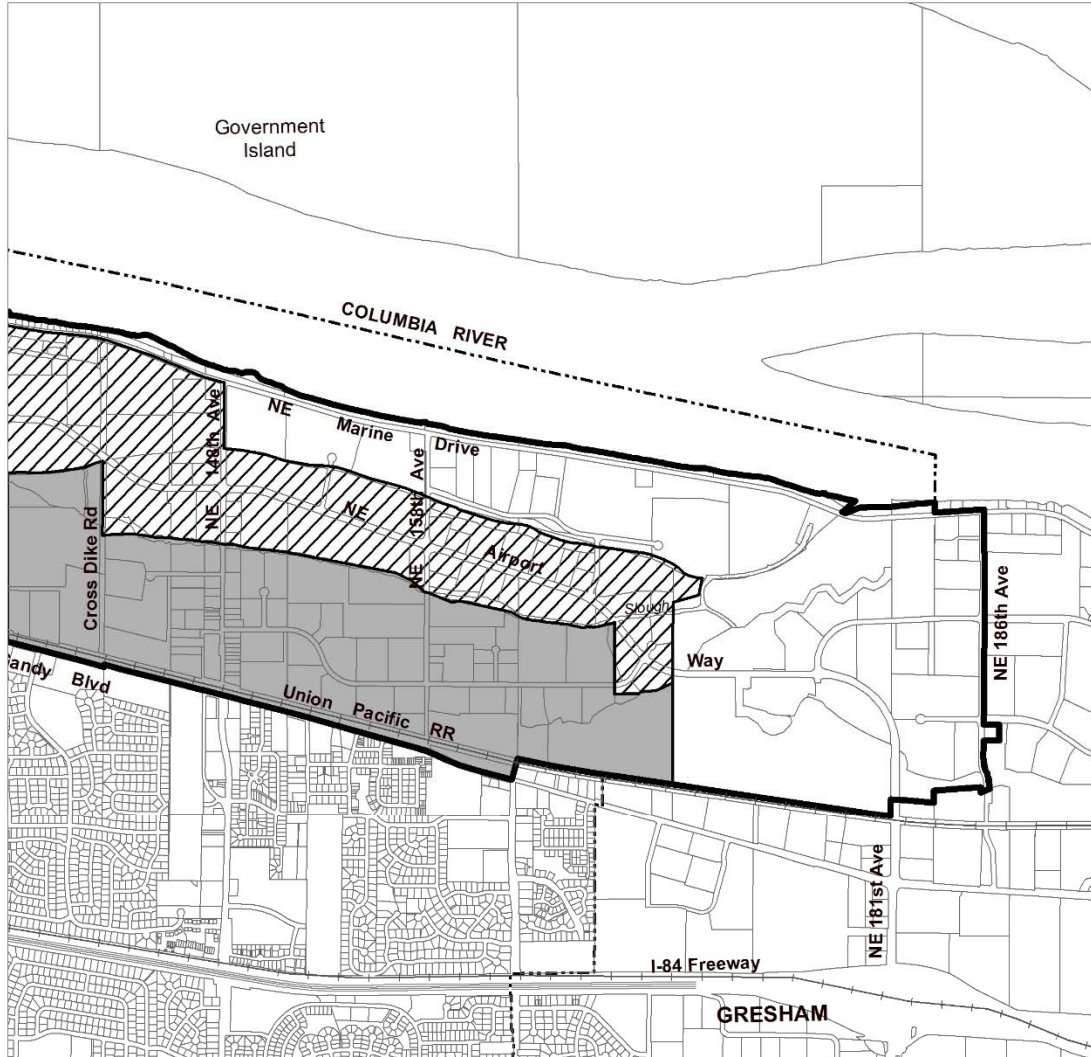 Government
Island
COLUMBIA RIVER
NE Marine Drive
NE 148th Ave
NE 158th Ave
NE Airport Way
Slough
Cross Dike Rd
NE 186th Ave
andy Blvd
Union Pacific RR
NE 181st Ave
I-84 Freeway
GRESHAM